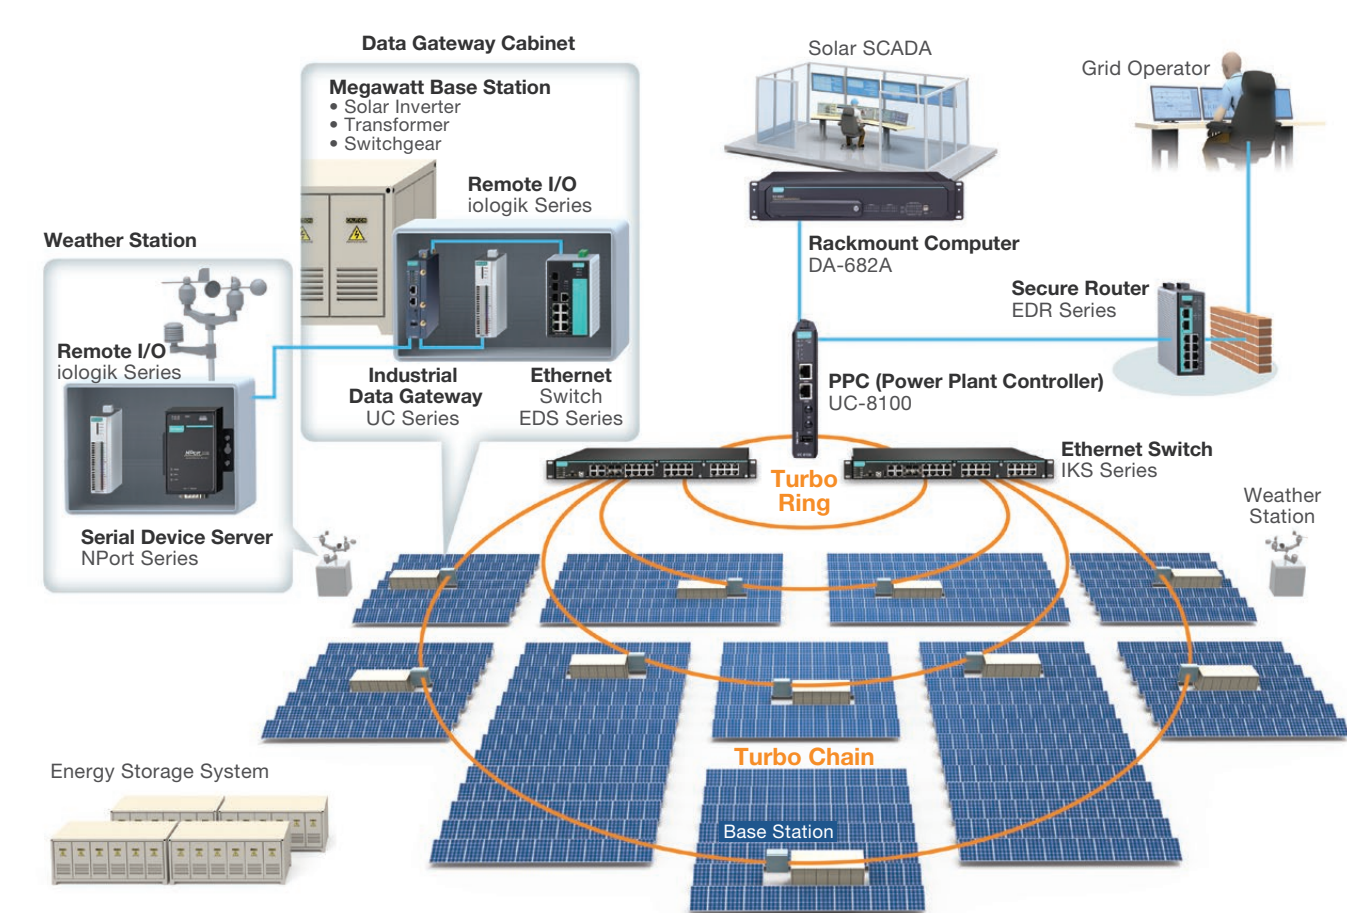 Data Gateway Cabinet
Megawatt Base Station
• Solar Inverter
• Transformer
• Switchgear
Remote I/O
iologik Series
Weather Station
Remote I/O
iologik Series
Industrial
Data Gateway
UC Series
Ethernet
Switch
EDS Series
Serial Device Server
NPort Series
Solar SCADA
Grid Operator
Rackmount Computer
DA-682A
Secure Router
EDR Series
PPC (Power Plant Controller)
UC-8100
Ethernet Switch
IKS Series
Turbo
Ring
Weather
Station
Turbo Chain
Base Station
Energy Storage System